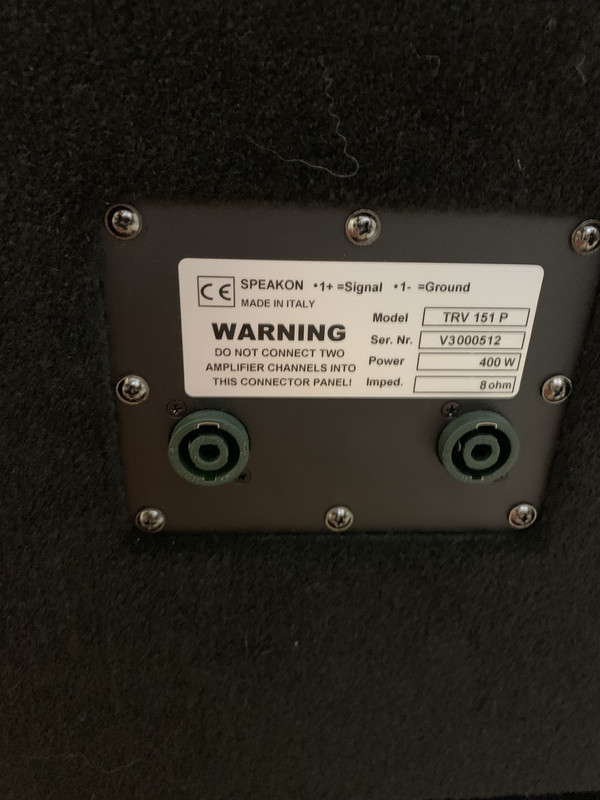 CE SPEAKON •1+ =Signal •1- =Ground
MADE IN ITALY
WARNING
DO NOT CONNECT TWO
AMPLIFIER CHANNELS INTO
THIS CONNECTOR PANEL!
Model TRV 151 P
Ser. Nr. V3000512
Power 400 W
Imped. 8 ohm